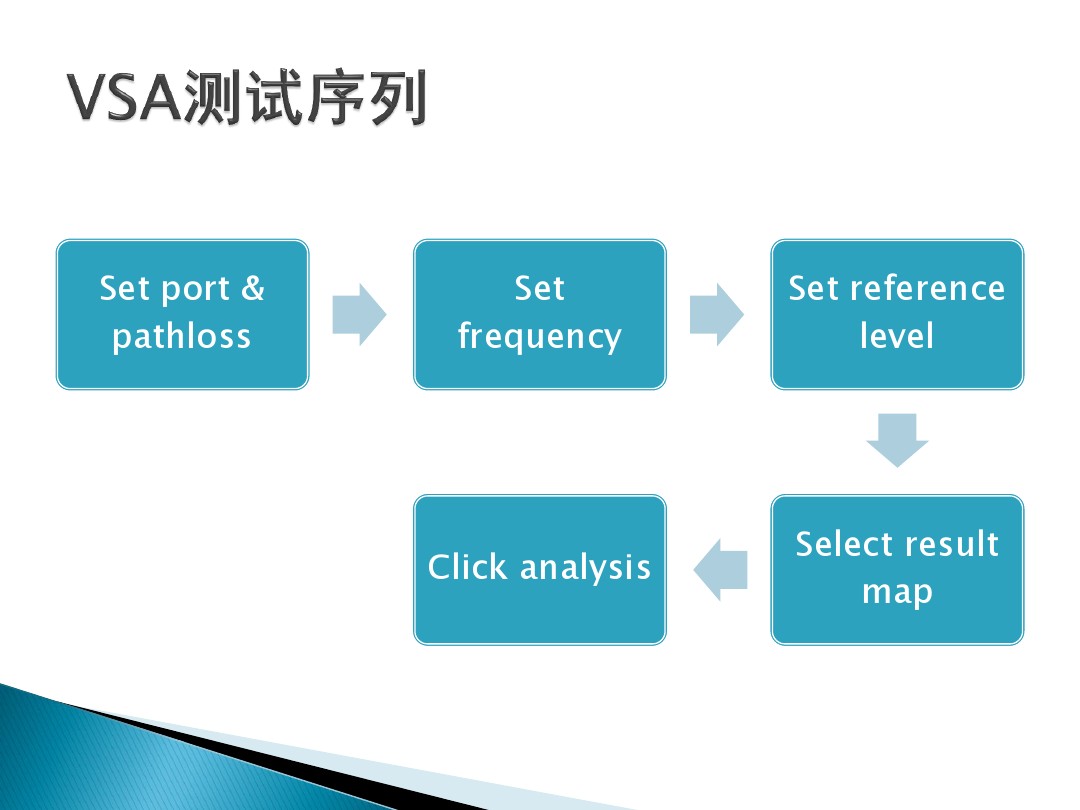 VSA测试序列
Set port &
pathloss
Set
frequency
Set reference
level
Select result
map
Click analysis